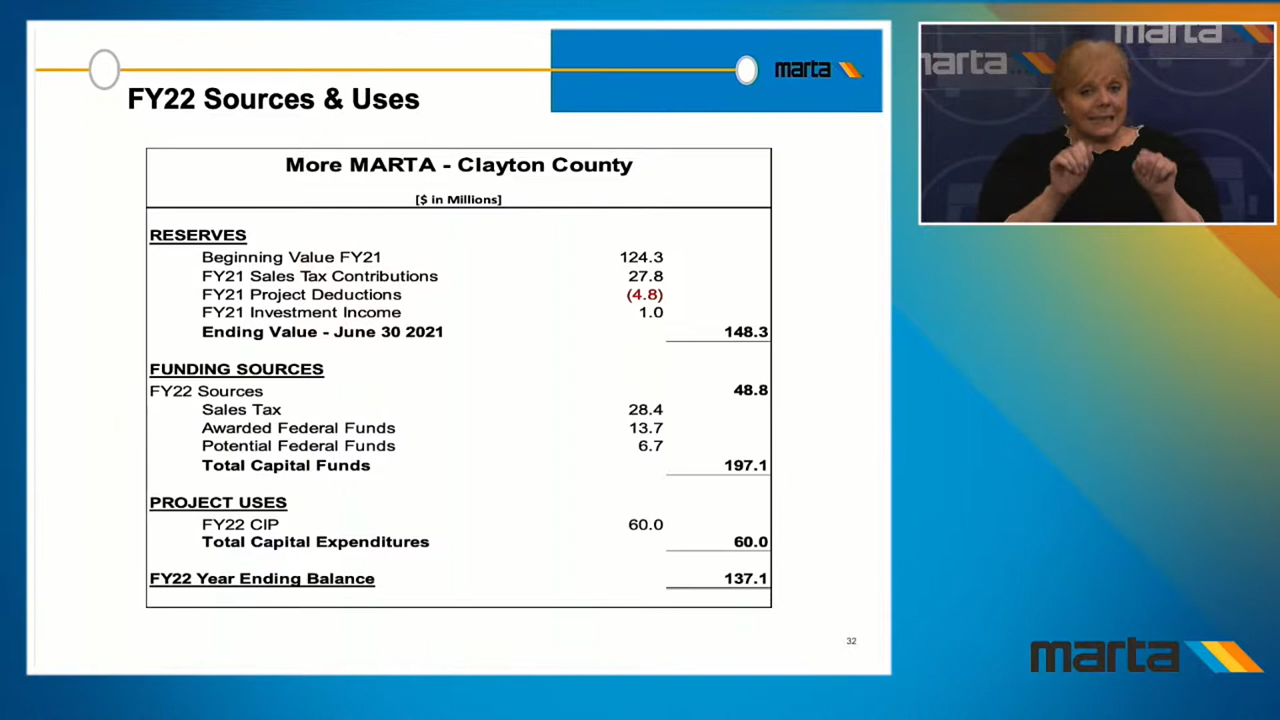 FY22 Sources & Uses
marta
More MARTA - Clayton County
[$ in Millions]
RESERVES
Beginning Value FY21 124.3
FY21 Sales Tax Contributions 27.8
FY21 Project Deductions (4.8)
FY21 Investment Income 1.0
Ending Value - June 30 2021 148.3
FUNDING SOURCES
FY22 Sources 48.8
Sales Tax 28.4
Awarded Federal Funds 13.7
Potential Federal Funds 6.7
Total Capital Funds 197.1
PROJECT USES
FY22 CIP 60.0
Total Capital Expenditures 60.0
FY22 Year Ending Balance 137.1
32
marta
marta
marta